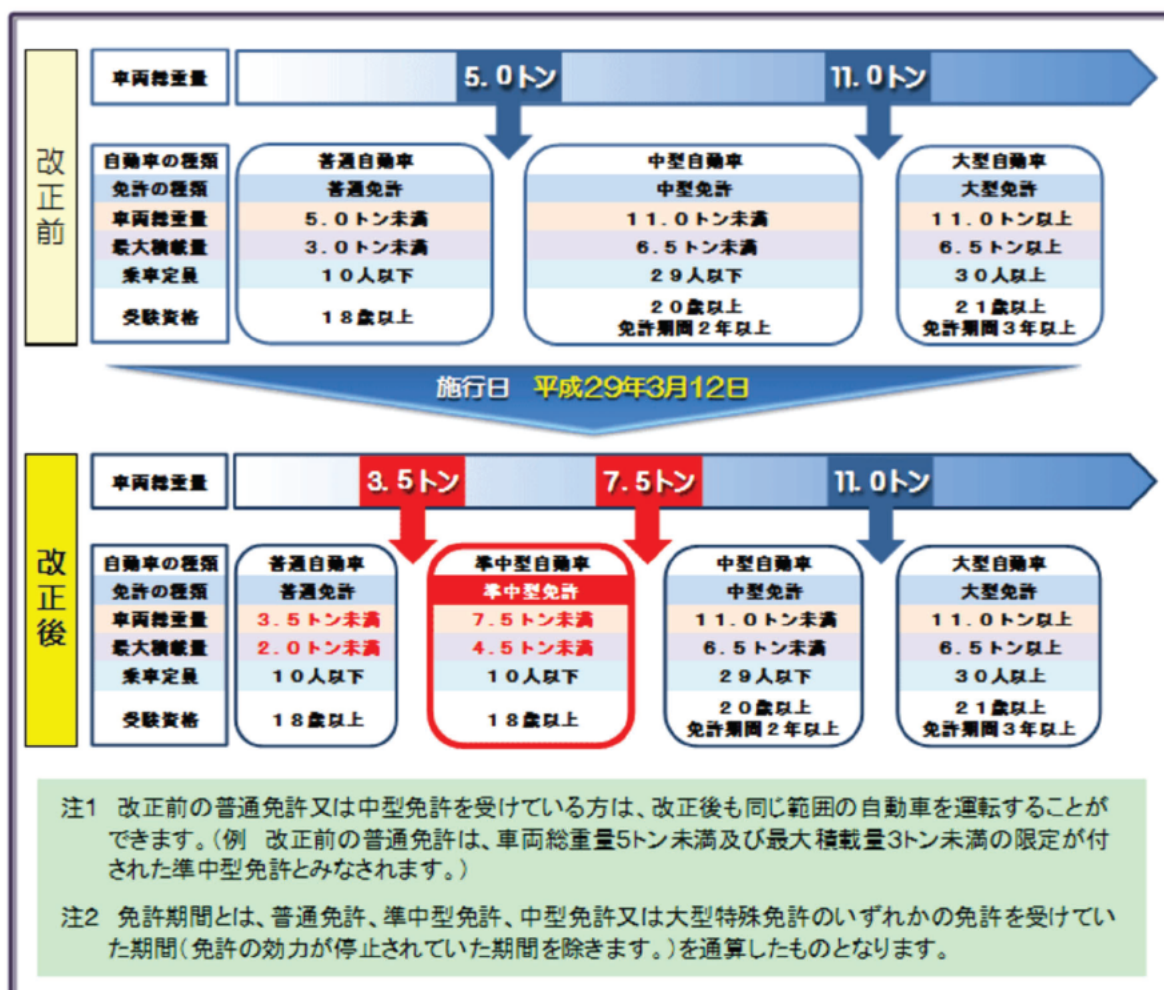 改正前
車両総重量
5.0トン
11.0トン
自動車の種類 普通自動車 中型自動車 大型自動車
免許の種類 普通免許 中型免許 大型免許
車両総重量 5.0トン未満 11.0トン未満 11.0トン以上
最大積載量 3.0トン未満 6.5トン未満 6.5トン以上
乗車定員 10人以下 29人以下 30人以上
受験資格 18歳以上 20歳以上 21歳以上
免許期間2年以上 免許期間3年以上
施行日 平成29年3月12日
改正後
車両総重量
3.5トン
7.5トン
11.0トン
自動車の種類 普通自動車 準中型自動車 中型自動車 大型自動車
免許の種類 普通免許 準中型免許 中型免許 大型免許
車両総重量 3.5トン未満 7.5トン未満 11.0トン未満 11.0トン以上
最大積載量 2.0トン未満 4.5トン未満 6.5トン未満 6.5トン以上
乗車定員 10人以下 10人以下 29人以下 30人以上
受験資格 18歳以上 18歳以上 20歳以上 21歳以上
免許期間2年以上 免許期間3年以上
注1 改正前の普通免許又は中型免許を受けている方は、改正後も同じ範囲の自動車を運転することが
できます。(例 改正前の普通免許は、車両総重量5トン未満及び最大積載量3トン未満の限定が付
された準中型免許とみなされます。)
注2 免許期間とは、普通免許、準中型免許、中型免許又は大型特殊免許のいずれかの免許を受けてい
た期間(免許の効力が停止されていた期間を除きます。)を通算したものとなります。